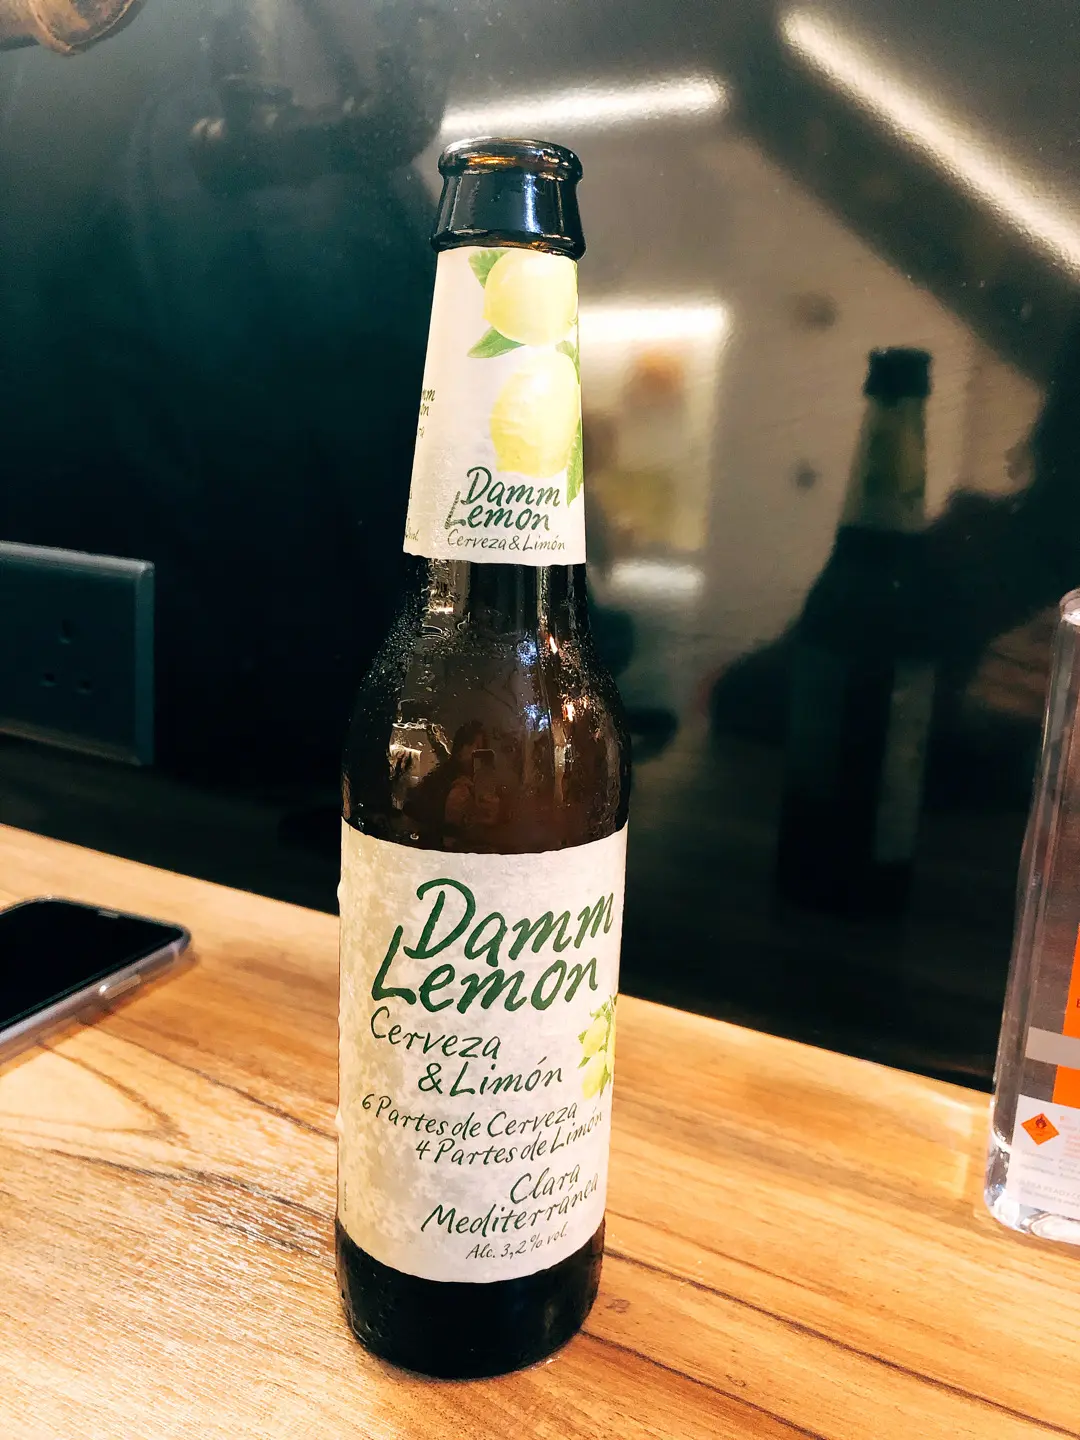 Damm
Lemon
Cerveza & Limón
Damm
Lemon
Cerveza
& Limón
6 Partes de Cerveza
4 Partes de Limón
Clara
Mediterránea
Alc. 3,2% vol.